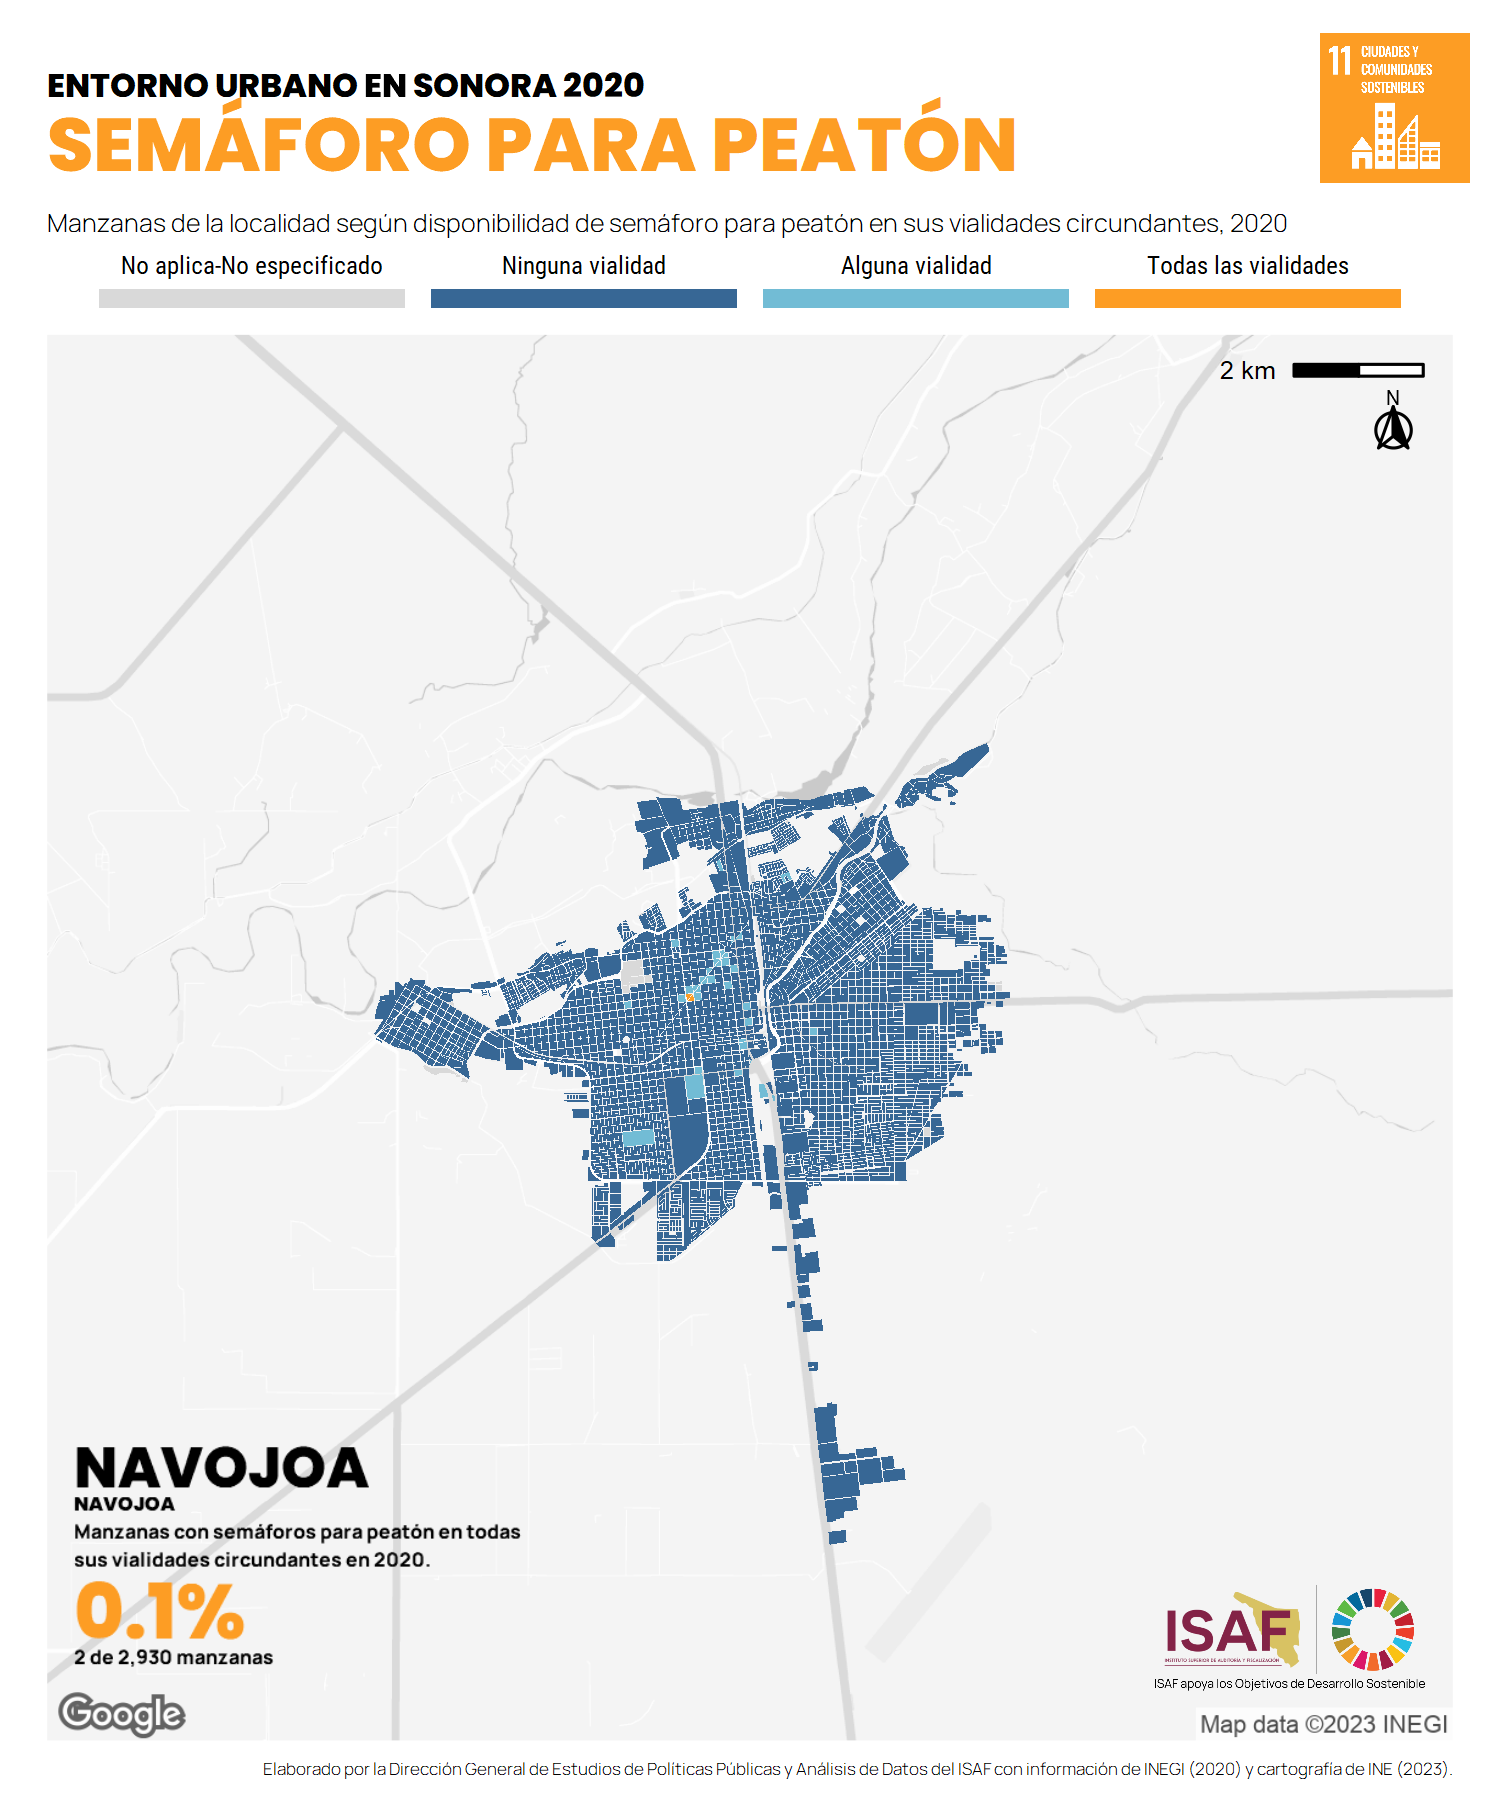 ENTORNO URBANO EN SONORA 2020
SEMÁFORO PARA PEATÓN
11 CIUDADES Y
COMUNIDADES
SOSTENIBLES
Manzanas de la localidad según disponibilidad de semáforo para peatón en sus vialidades circundantes, 2020
No aplica-No especificado Ninguna vialidad Alguna vialidad Todas las vialidades
2 km
N
NAVOJOA
NAVOJOA
Manzanas con semáforos para peatón en todas
sus vialidades circundantes en 2020.
0.1%
2 de 2,930 manzanas
Google
ISAF
INSTITUTO SUPERIOR DE AUDITORÍA Y FISCALIZACIÓN
ISAF apoya los Objetivos de Desarrollo Sostenible
Map data ©2023 INEGI
Elaborado por la Dirección General de Estudios de Políticas Públicas y Análisis de Datos del ISAF con información de INEGI (2020) y cartografía de INE (2023).